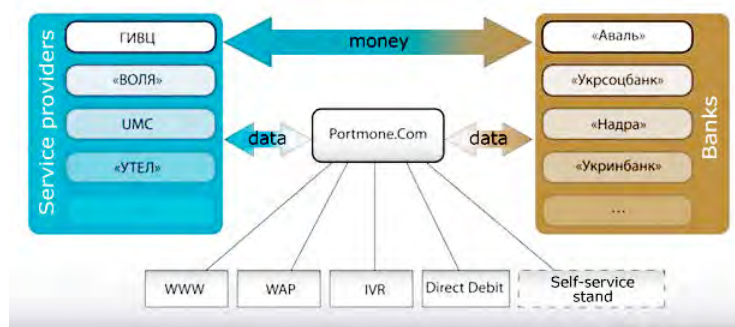 Service providers
ГИВЦ
«ВОЛЯ»
UMC
«УТЕЛ»
money
data
Portmone.Com
data
«Аваль»
«Укрсоцбанк»
«Надра»
«Укринбанк»
...
Banks
WWW
WAP
IVR
Direct Debit
Self-service
stand